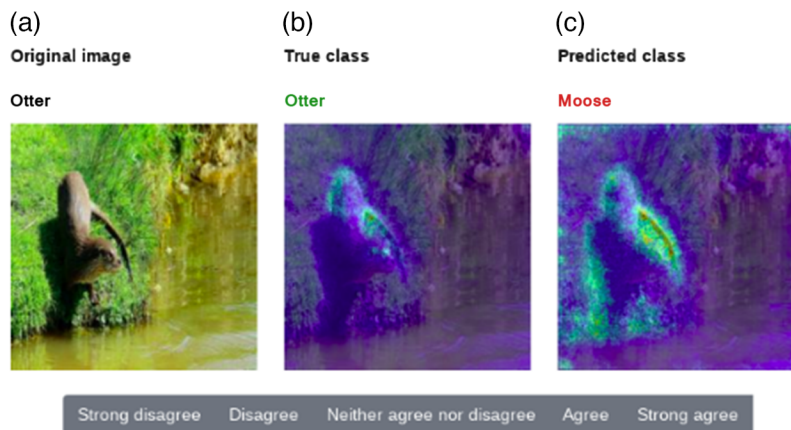 (a) (b) (c)
Original image True class Predicted class
Otter Otter Moose
Strong disagree Disagree Neither agree nor disagree Agree Strong agree